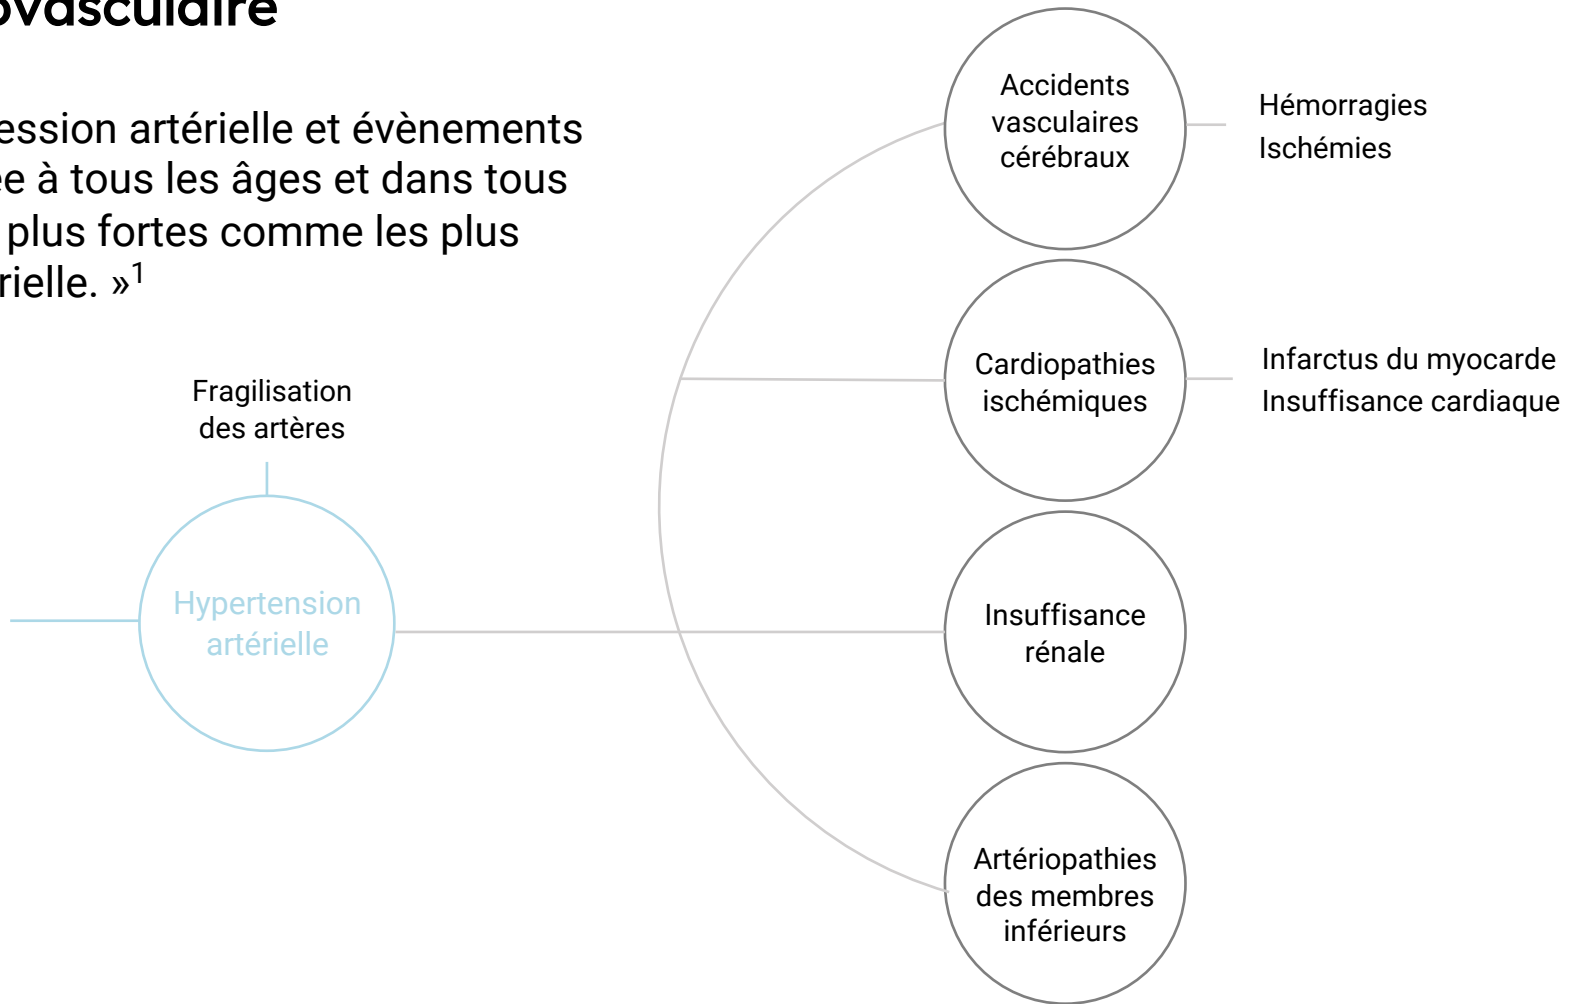 ovasculaire
ession artérielle et évènements
ée à tous les âges et dans tous
plus fortes comme les plus
rielle. »1
Fragilisation
des artères
Hypertension
artérielle
Accidents
vasculaires
cérébraux
Hémorragies
Ischémies
Cardiopathies
ischémiques
Infarctus du myocarde
Insuffisance cardiaque
Insuffisance
rénale
Artériopathies
des membres
inférieurs